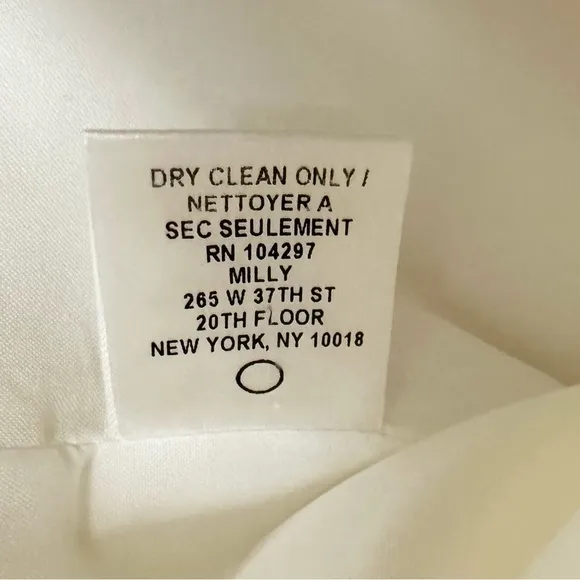 DRY CLEAN ONLY /
NETTOYER A
SEC SEULEMENT
RN 104297
MILLY
265 W 37TH ST
20TH FLOOR
NEW YORK, NY 10018